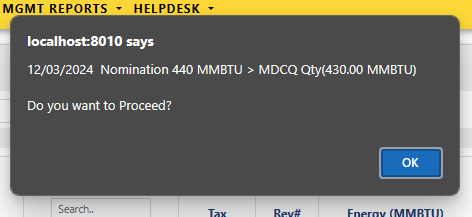 MGMT REPORTS HELPDESK
localhost:8010 says
12/03/2024 Nomination 440 MMBTU > MDCQ Qty(430.00 MMBTU)
Do you want to Proceed?
OK
Search..
Tax Rev# Energy (MMBTU)